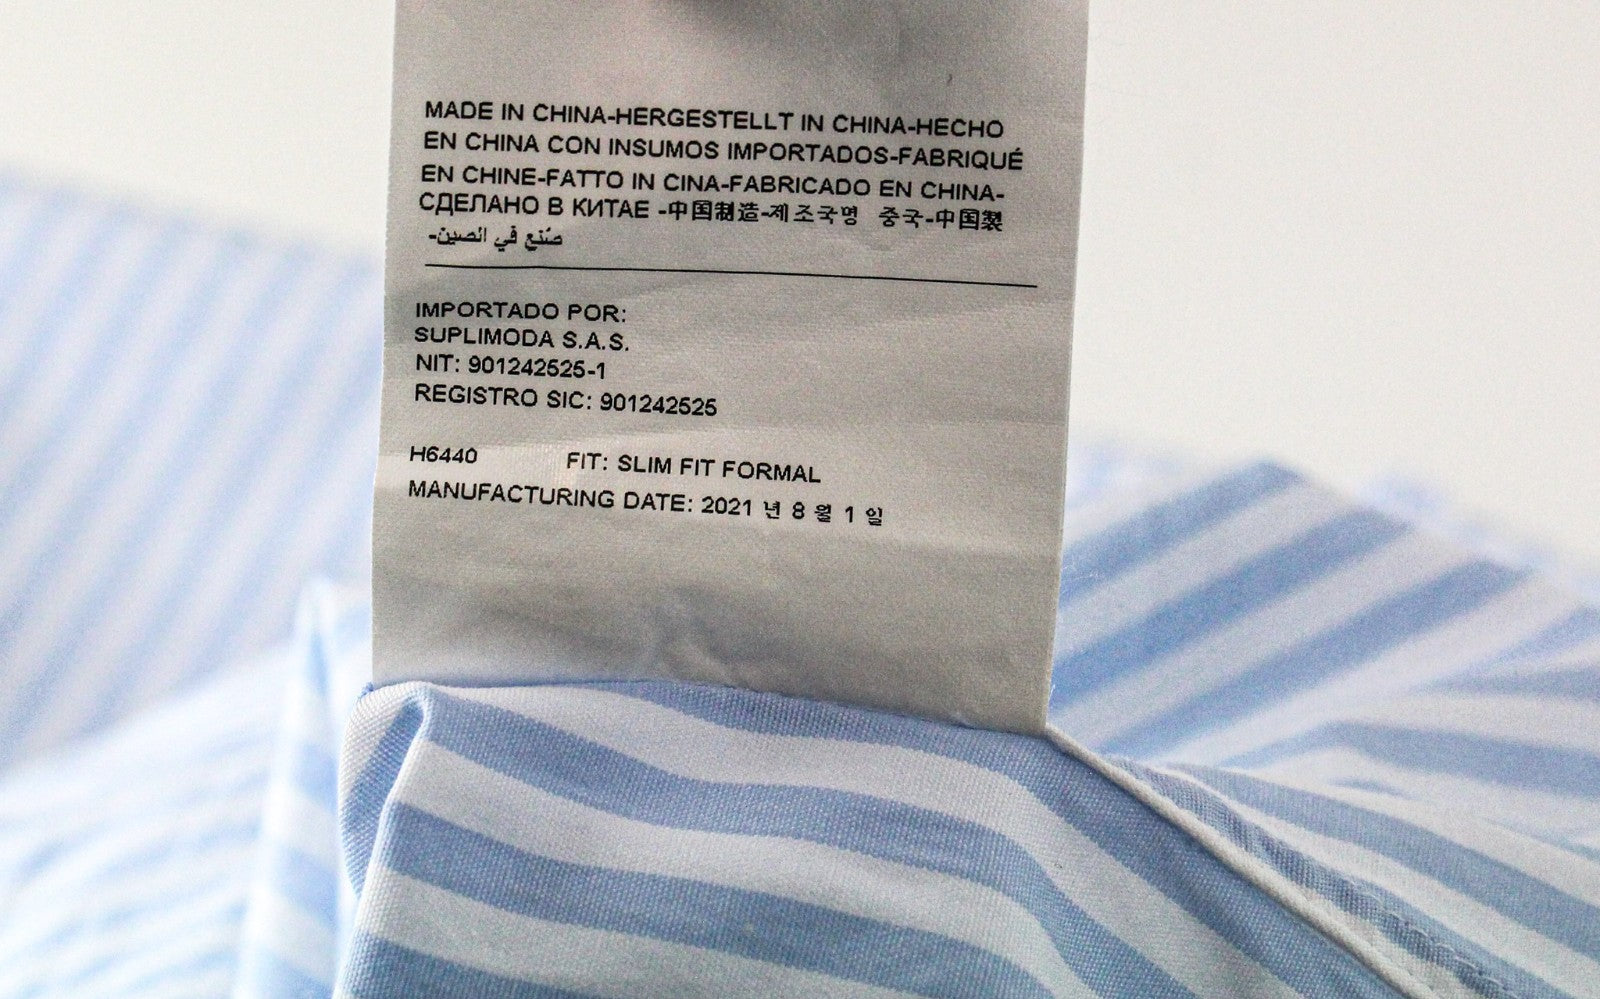 MADE IN CHINA-HERGESTELLT IN CHINA-HECHO
EN CHINA CON INSUMOS IMPORTADOS-FABRIQUÉ
EN CHINE-FATTO IN CINA-FABRICADO EN CHINA-
СДЕЛАНО В КИТАЕ -中国制造-제조국명 중국-中国製
صُنع في الصين-
IMPORTADO POR:
SUPLIMODA S.A.S.
NIT: 901242525-1
REGISTRO SIC: 901242525
H6440 FIT: SLIM FIT FORMAL
MANUFACTURING DATE: 2021 년 8 월 1 일